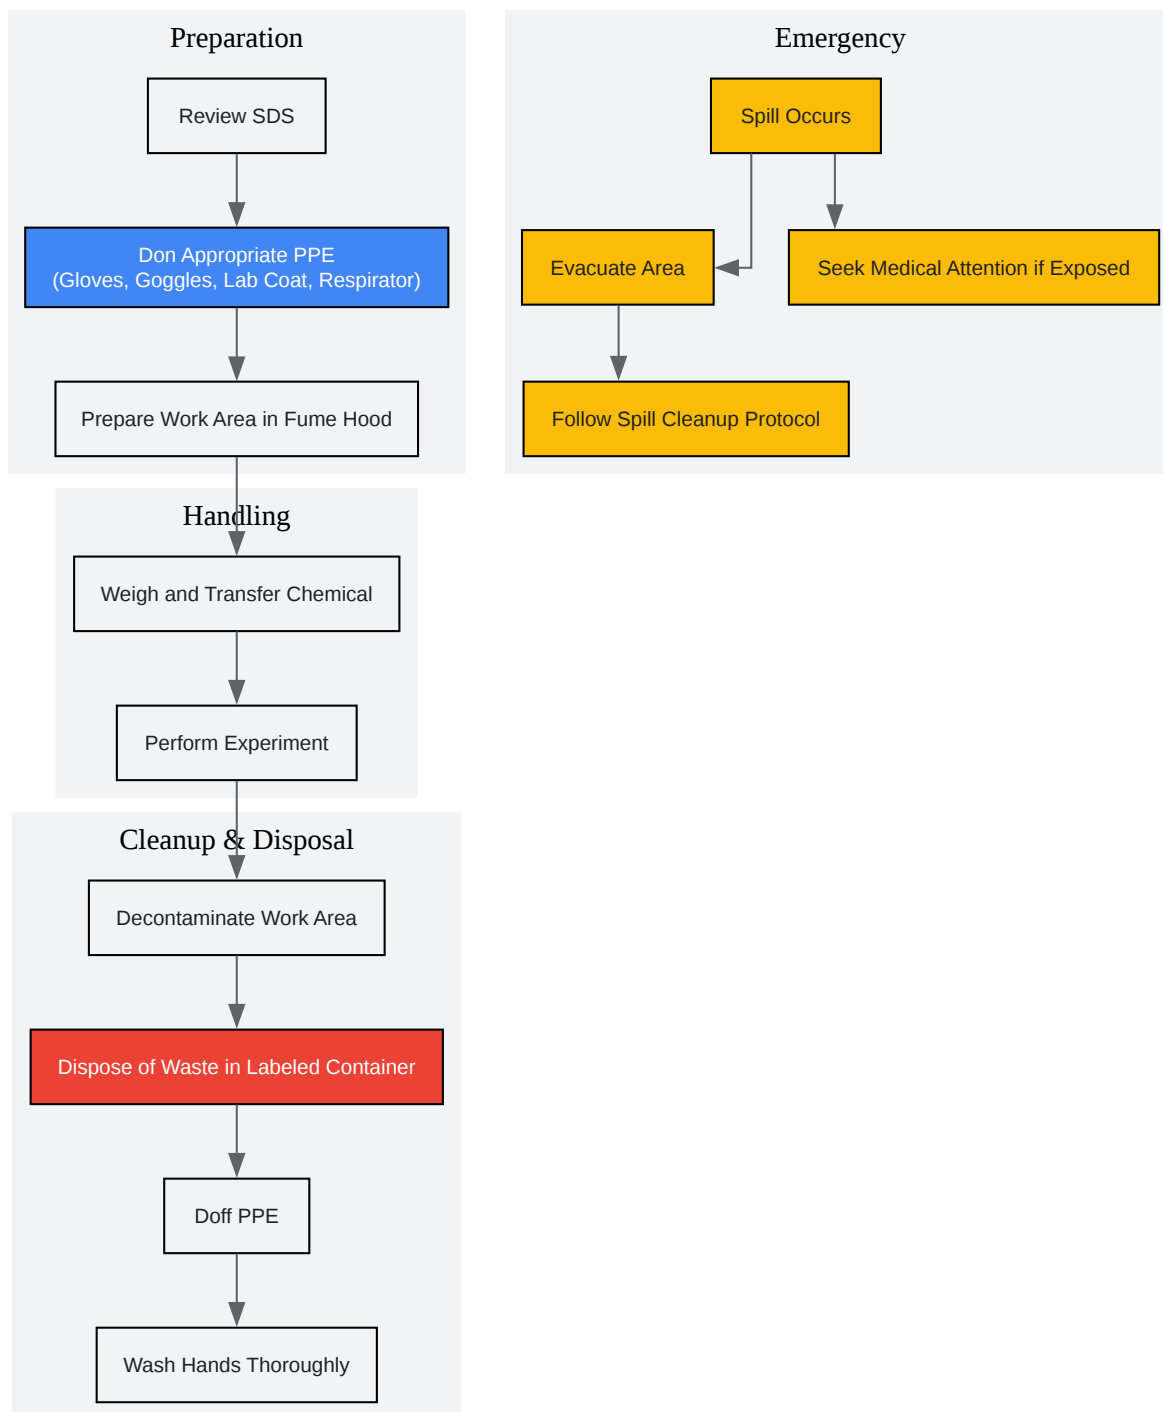 Preparation
Review SDS
Don Appropriate PPE
(Gloves, Goggles, Lab Coat, Respirator)
Prepare Work Area in Fume Hood
Handling
Weigh and Transfer Chemical
Perform Experiment
Cleanup & Disposal
Decontaminate Work Area
Dispose of Waste in Labeled Container
Doff PPE
Wash Hands Thoroughly
Emergency
Spill Occurs
Evacuate Area
Seek Medical Attention if Exposed
Follow Spill Cleanup Protocol